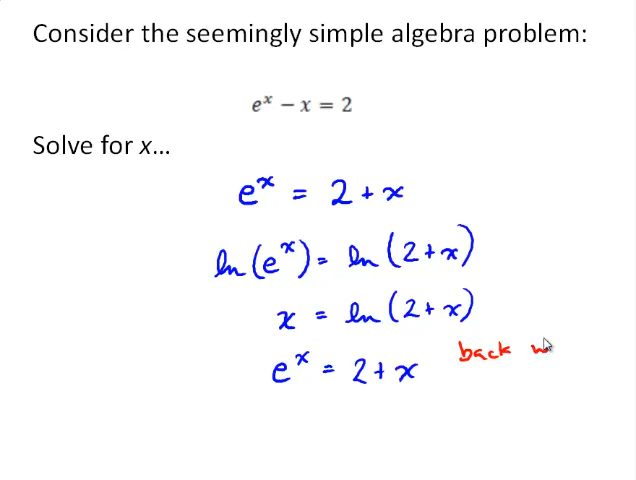 Consider the seemingly simple algebra problem:
eˣ − x = 2
Solve for x...
eˣ = 2 + x
ln(eˣ) = ln(2 + x)
x = ln(2 + x)
eˣ = 2 + x
back